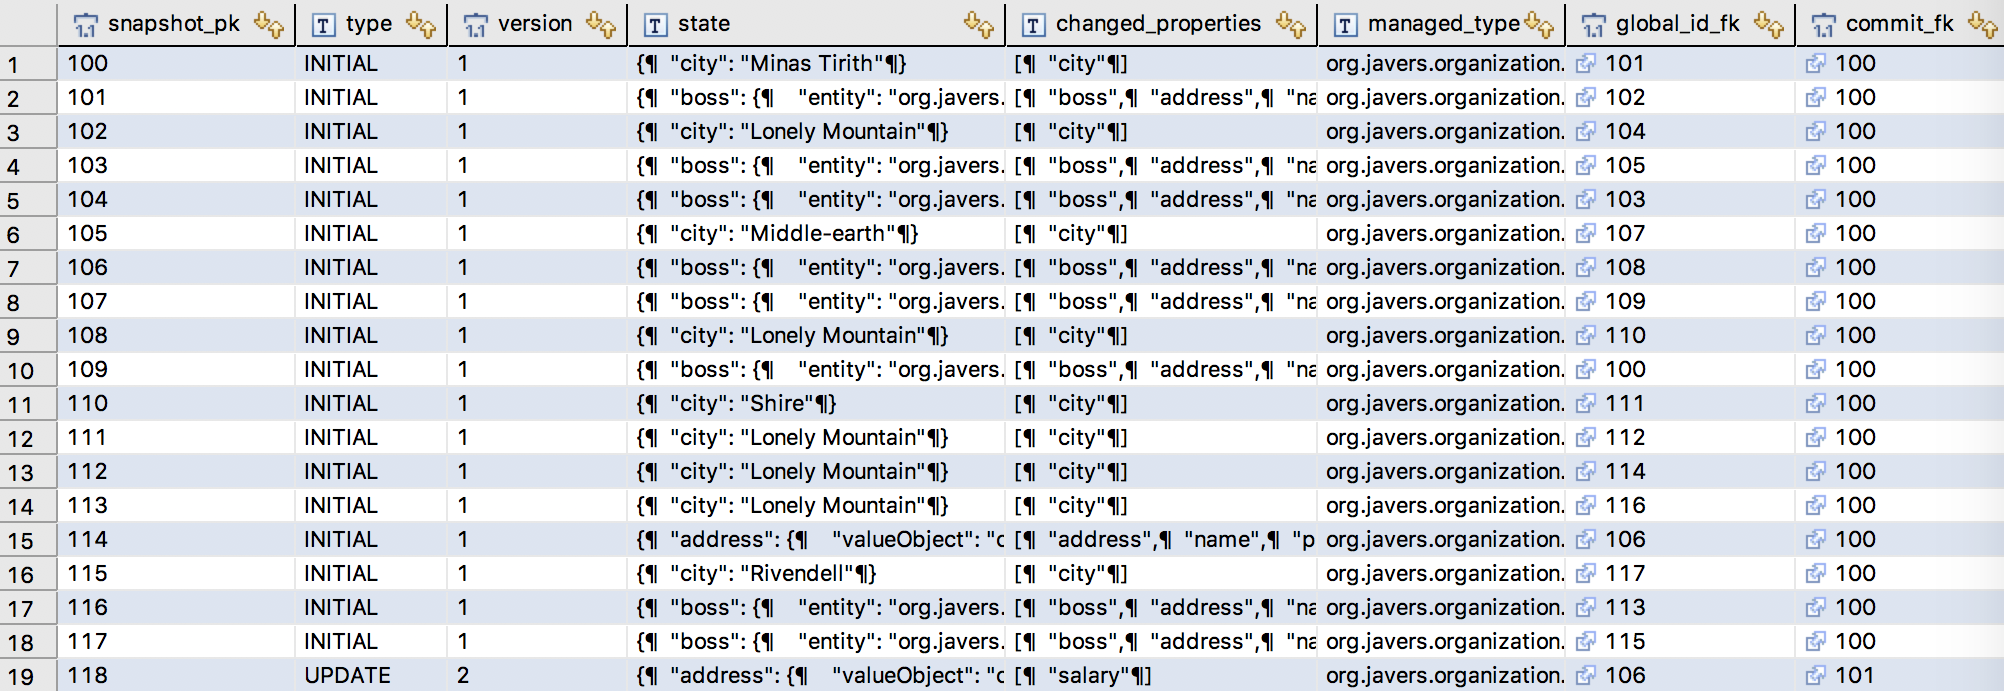 snapshot_pk type version state changed_properties managed_type global_id_fk commit_fk
1 100 INITIAL 1 {¶ "city": "Minas Tirith"¶} [¶ "city"¶] org.javers.organization. 101 100
2 101 INITIAL 1 {¶ "boss": {¶ "entity": "org.javers. [¶ "boss",¶ "address",¶ "na org.javers.organization. 102 100
3 102 INITIAL 1 {¶ "city": "Lonely Mountain"¶} [¶ "city"¶] org.javers.organization. 104 100
4 103 INITIAL 1 {¶ "boss": {¶ "entity": "org.javers. [¶ "boss",¶ "address",¶ "na org.javers.organization. 105 100
5 104 INITIAL 1 {¶ "boss": {¶ "entity": "org.javers. [¶ "boss",¶ "address",¶ "na org.javers.organization. 103 100
6 105 INITIAL 1 {¶ "city": "Middle-earth"¶} [¶ "city"¶] org.javers.organization. 107 100
7 106 INITIAL 1 {¶ "boss": {¶ "entity": "org.javers. [¶ "boss",¶ "address",¶ "na org.javers.organization. 108 100
8 107 INITIAL 1 {¶ "boss": {¶ "entity": "org.javers. [¶ "boss",¶ "address",¶ "na org.javers.organization. 109 100
9 108 INITIAL 1 {¶ "city": "Lonely Mountain"¶} [¶ "city"¶] org.javers.organization. 110 100
10 109 INITIAL 1 {¶ "boss": {¶ "entity": "org.javers. [¶ "boss",¶ "address",¶ "na org.javers.organization. 100 100
11 110 INITIAL 1 {¶ "city": "Shire"¶} [¶ "city"¶] org.javers.organization. 111 100
12 111 INITIAL 1 {¶ "city": "Lonely Mountain"¶} [¶ "city"¶] org.javers.organization. 112 100
13 112 INITIAL 1 {¶ "city": "Lonely Mountain"¶} [¶ "city"¶] org.javers.organization. 114 100
14 113 INITIAL 1 {¶ "city": "Lonely Mountain"¶} [¶ "city"¶] org.javers.organization. 116 100
15 114 INITIAL 1 {¶ "address": {¶ "valueObject": "o [¶ "address",¶ "name",¶ "p org.javers.organization. 106 100
16 115 INITIAL 1 {¶ "city": "Rivendell"¶} [¶ "city"¶] org.javers.organization. 117 100
17 116 INITIAL 1 {¶ "boss": {¶ "entity": "org.javers. [¶ "boss",¶ "address",¶ "na org.javers.organization. 113 100
18 117 INITIAL 1 {¶ "boss": {¶ "entity": "org.javers. [¶ "boss",¶ "address",¶ "na org.javers.organization. 115 100
19 118 UPDATE 2 {¶ "address": {¶ "valueObject": "o [¶ "salary"¶] org.javers.organization. 106 101